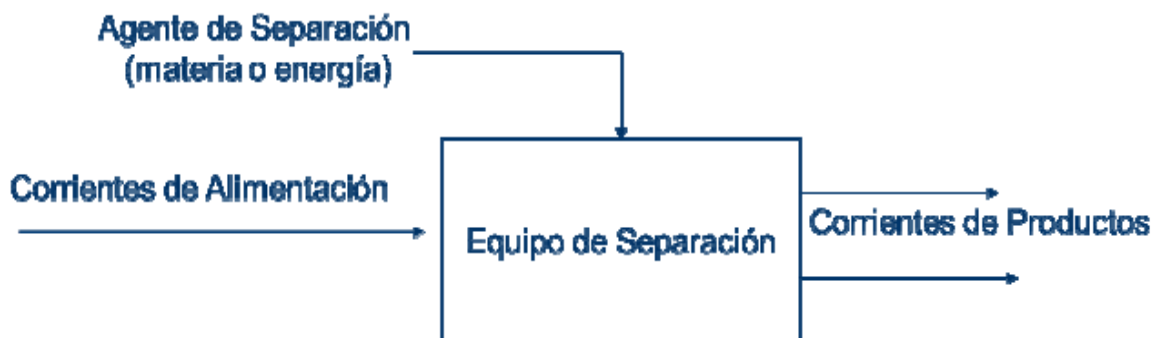 Agente de Separación
(materia o energía)
Corrientes de Alimentación
Equipo de Separación
Corrientes de Productos